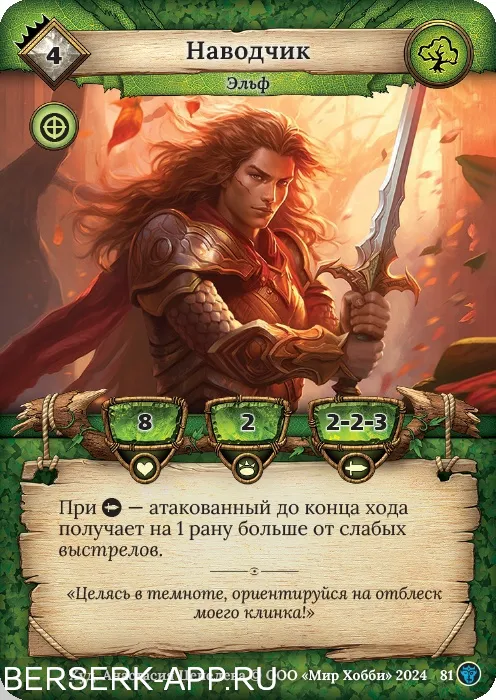 4
Наводчик
Эльф
8
2
2-2-3
При — атакованный до конца хода
получает на 1 рану больше от слабых
выстрелов.
«Целясь в темноте, ориентируйся на отблеск
моего клинка!»
ООО «Мир Хобби» 2024 81
BERSERK-APP.RU